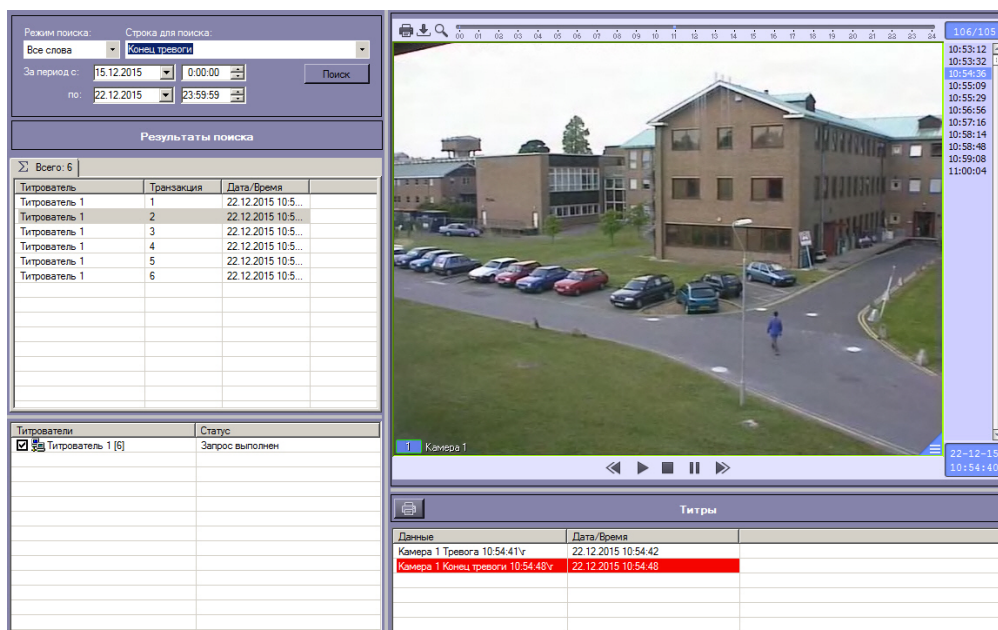 Режим поиска: Строка для поиска:
Все слова Конец тревоги
За период с: 15.12.2015 0:00:00 Поиск
по: 22.12.2015 23:59:59
Результаты поиска
Σ Всего: 6
Титрователь Транзакция Дата/Время
Титрователь 1 1 22.12.2015 10:5...
Титрователь 1 2 22.12.2015 10:5...
Титрователь 1 3 22.12.2015 10:5...
Титрователь 1 4 22.12.2015 10:5...
Титрователь 1 5 22.12.2015 10:5...
Титрователь 1 6 22.12.2015 10:5...
Титрователи Статус
Титрователь 1 [6] Запрос выполнен
00 01 02 03 04 05 06 07 08 09 10 11 12 13 14 15 16 17 18 19 20 21 22 23 24
106/105
10:53:12
10:53:32
10:54:36
10:55:09
10:55:29
10:56:56
10:57:16
10:58:14
10:58:48
10:59:08
11:00:04
1 Камера 1
22-12-15
10:54:40
Титры
Данные Дата/Время
Камера 1 Тревога 10:54:41\r 22.12.2015 10:54:42
Камера 1 Конец тревоги 10:54:48\r 22.12.2015 10:54:48